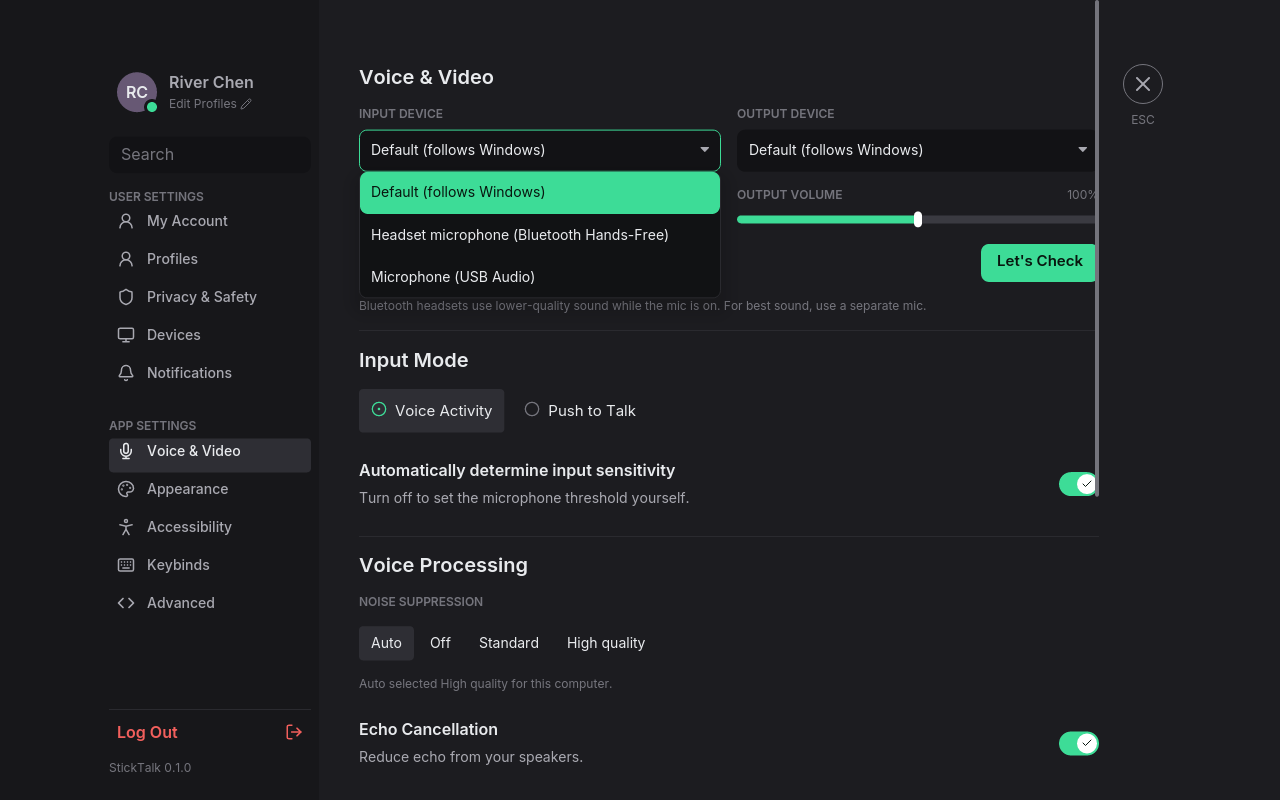 RC
River Chen
Edit Profiles
Search
USER SETTINGS
My Account
Profiles
Privacy & Safety
Devices
Notifications
APP SETTINGS
Voice & Video
Appearance
Accessibility
Keybinds
Advanced
Log Out
StickTalk 0.1.0
Voice & Video
INPUT DEVICE
Default (follows Windows)
Default (follows Windows)
Headset microphone (Bluetooth Hands-Free)
Microphone (USB Audio)
OUTPUT DEVICE
Default (follows Windows)
OUTPUT VOLUME
100%
Let's Check
Bluetooth headsets use lower-quality sound while the mic is on. For best sound, use a separate mic.
Input Mode
Voice Activity
Push to Talk
Automatically determine input sensitivity
Turn off to set the microphone threshold yourself.
Voice Processing
NOISE SUPPRESSION
Auto
Off
Standard
High quality
Auto selected High quality for this computer.
Echo Cancellation
Reduce echo from your speakers.
ESC